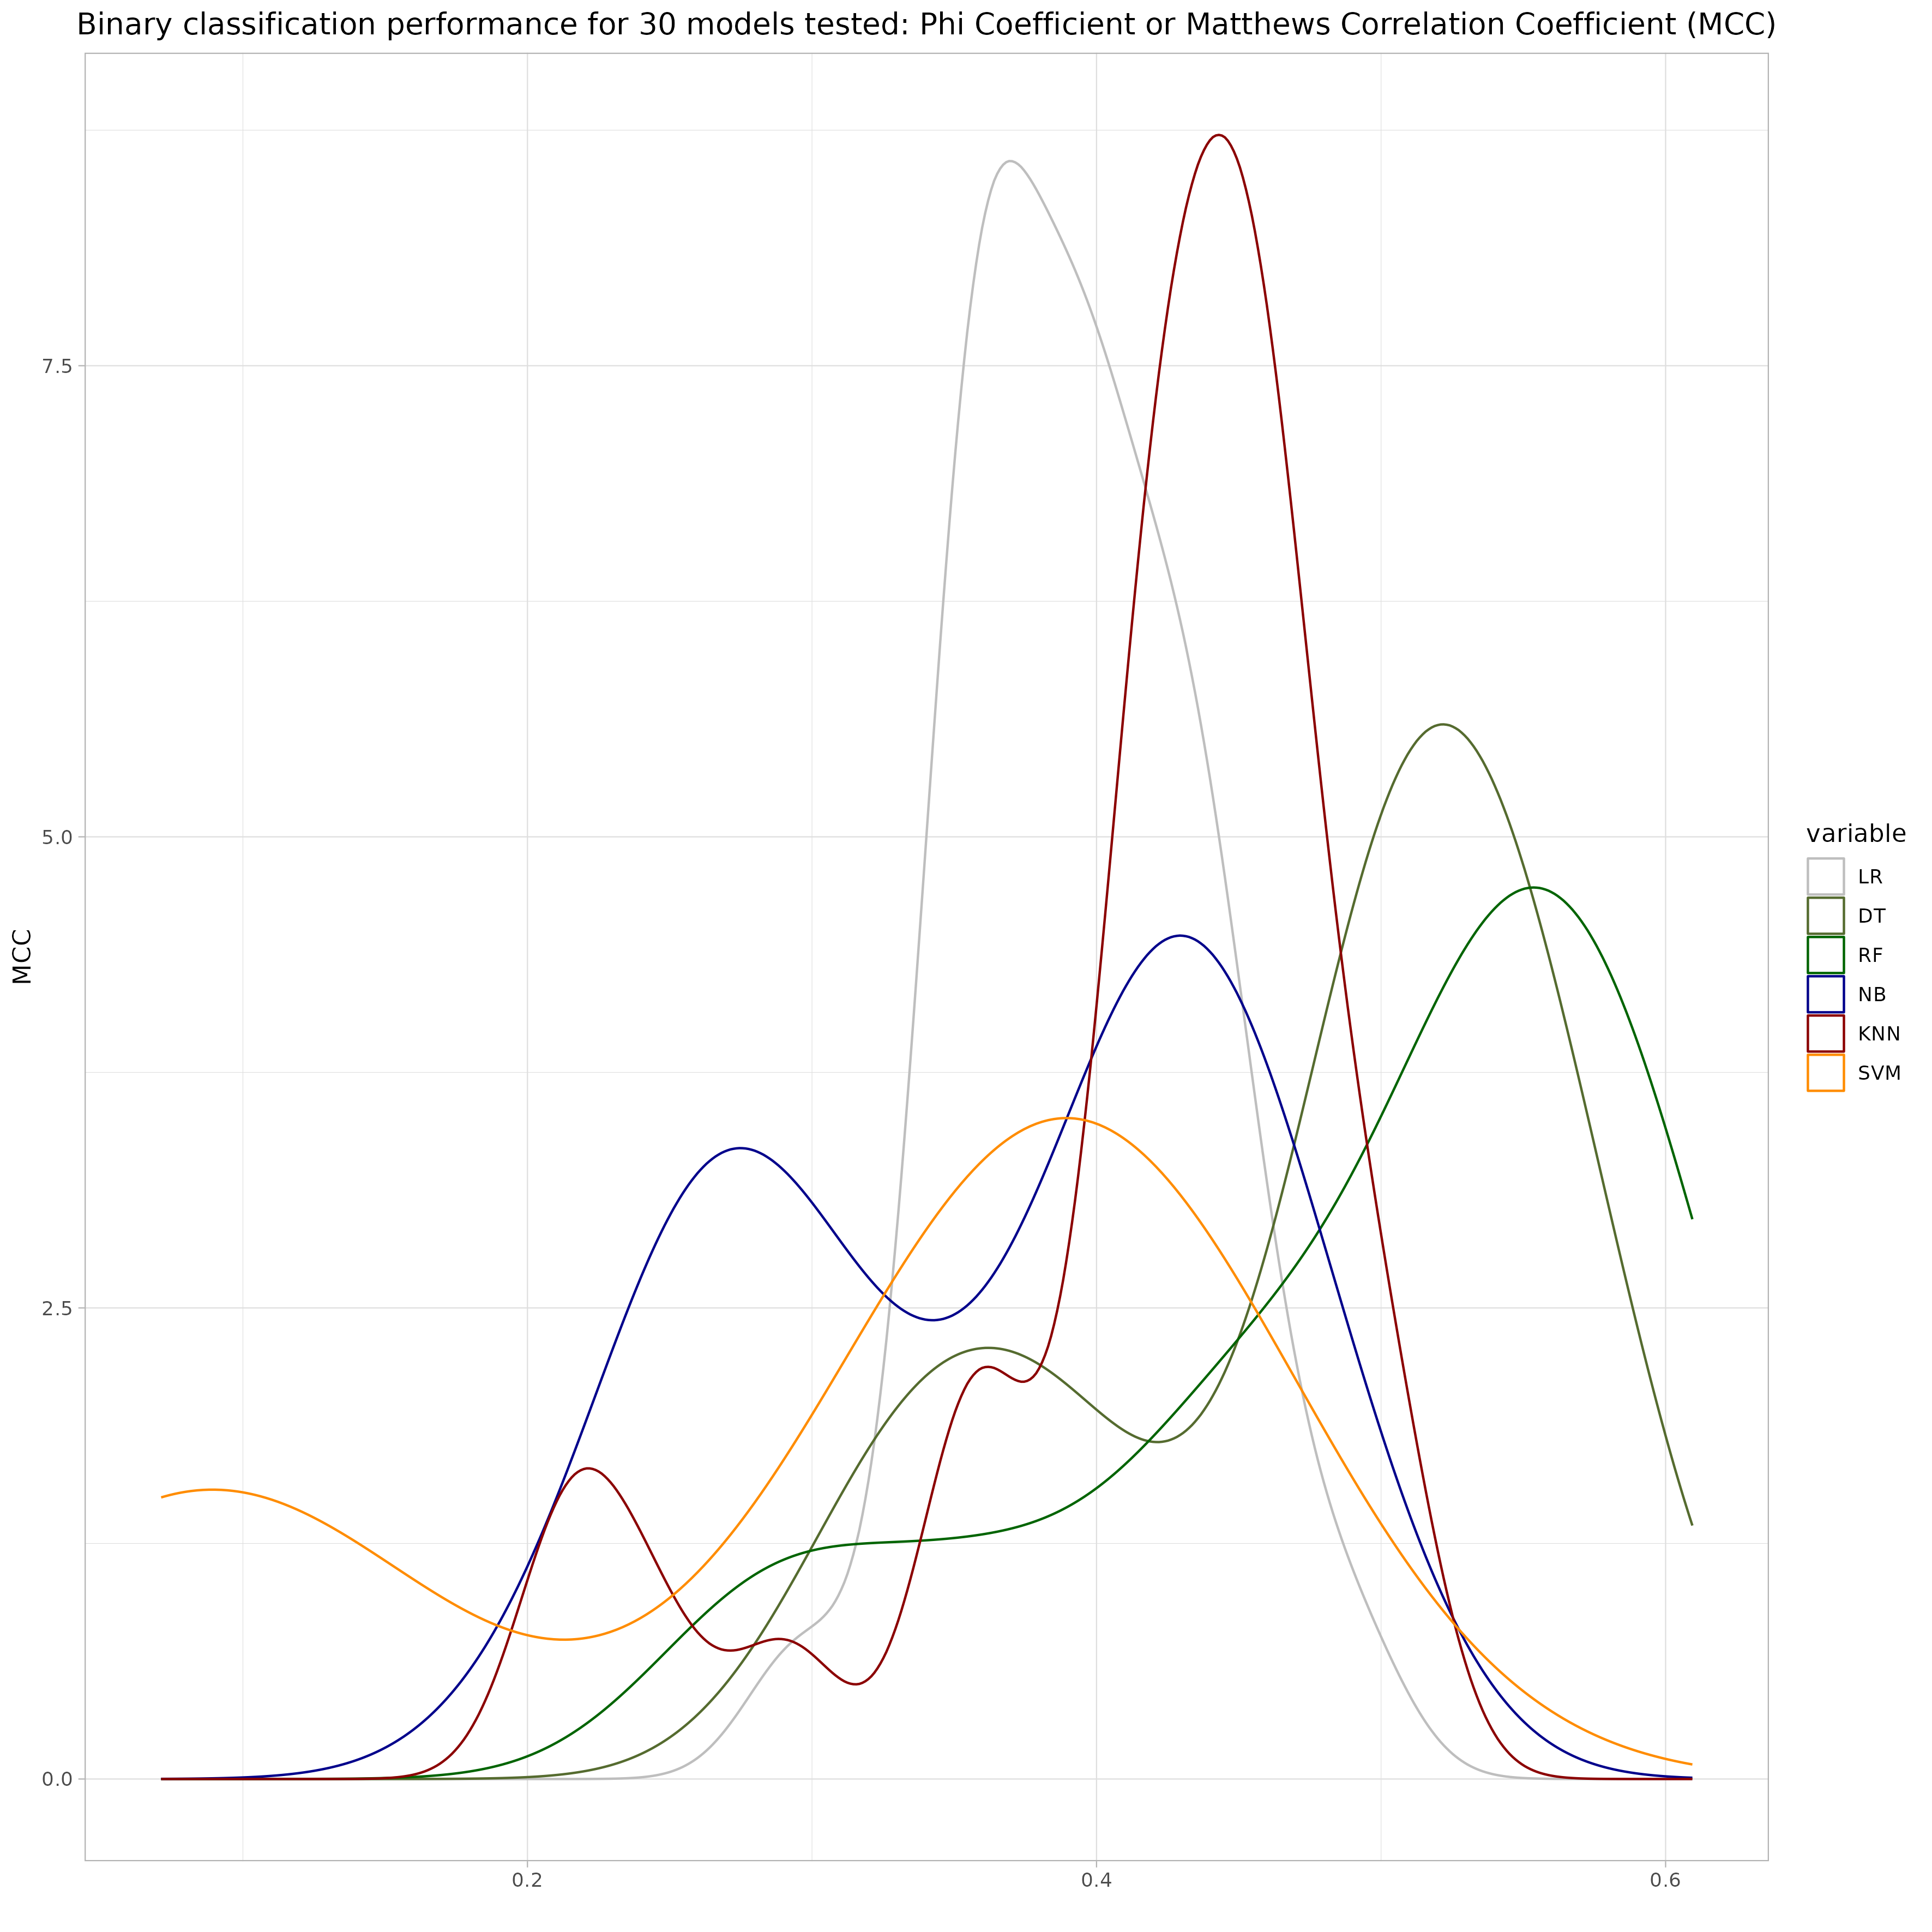 Binary classification performance for 30 models tested: Phi Coefficient or Matthews Correlation Coefficient (MCC)
7.5
5.0
2.5
0.0
MCC
0.2
0.4
0.6
variable
LR
DT
RF
NB
KNN
SVM